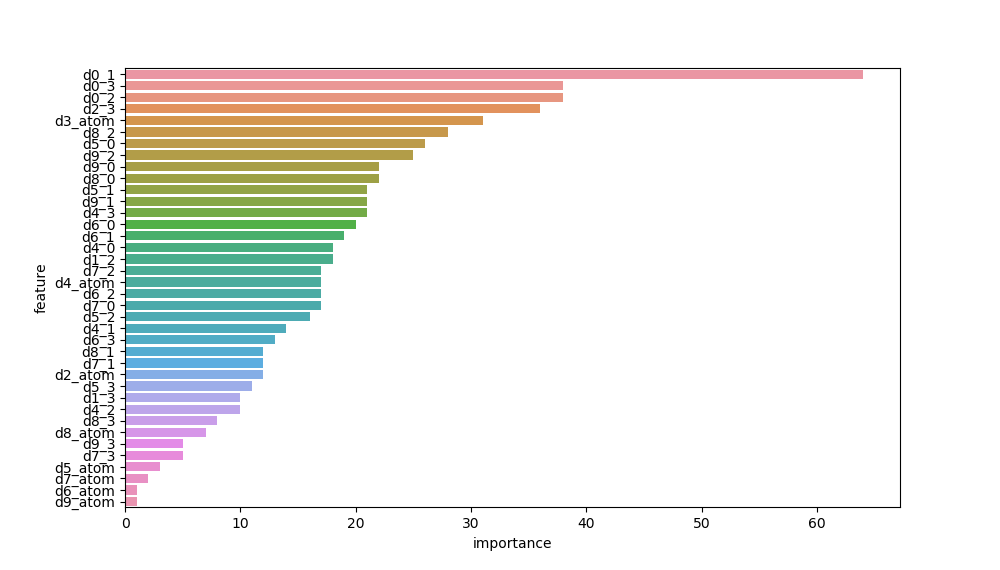 d0_1
d0_3
d0_2
d2_3
d3_atom
d8_2
d5_0
d9_2
d9_0
d8_0
d5_1
d9_1
d4_3
d6_0
d6_1
d4_0
d1_2
d7_2
d4_atom
d6_2
d7_0
d5_2
d4_1
d6_3
d8_1
d7_1
d2_atom
d5_3
d1_3
d4_2
d8_3
d8_atom
d9_3
d7_3
d5_atom
d7_atom
d6_atom
d9_atom
feature
0 10 20 30 40 50 60
importance